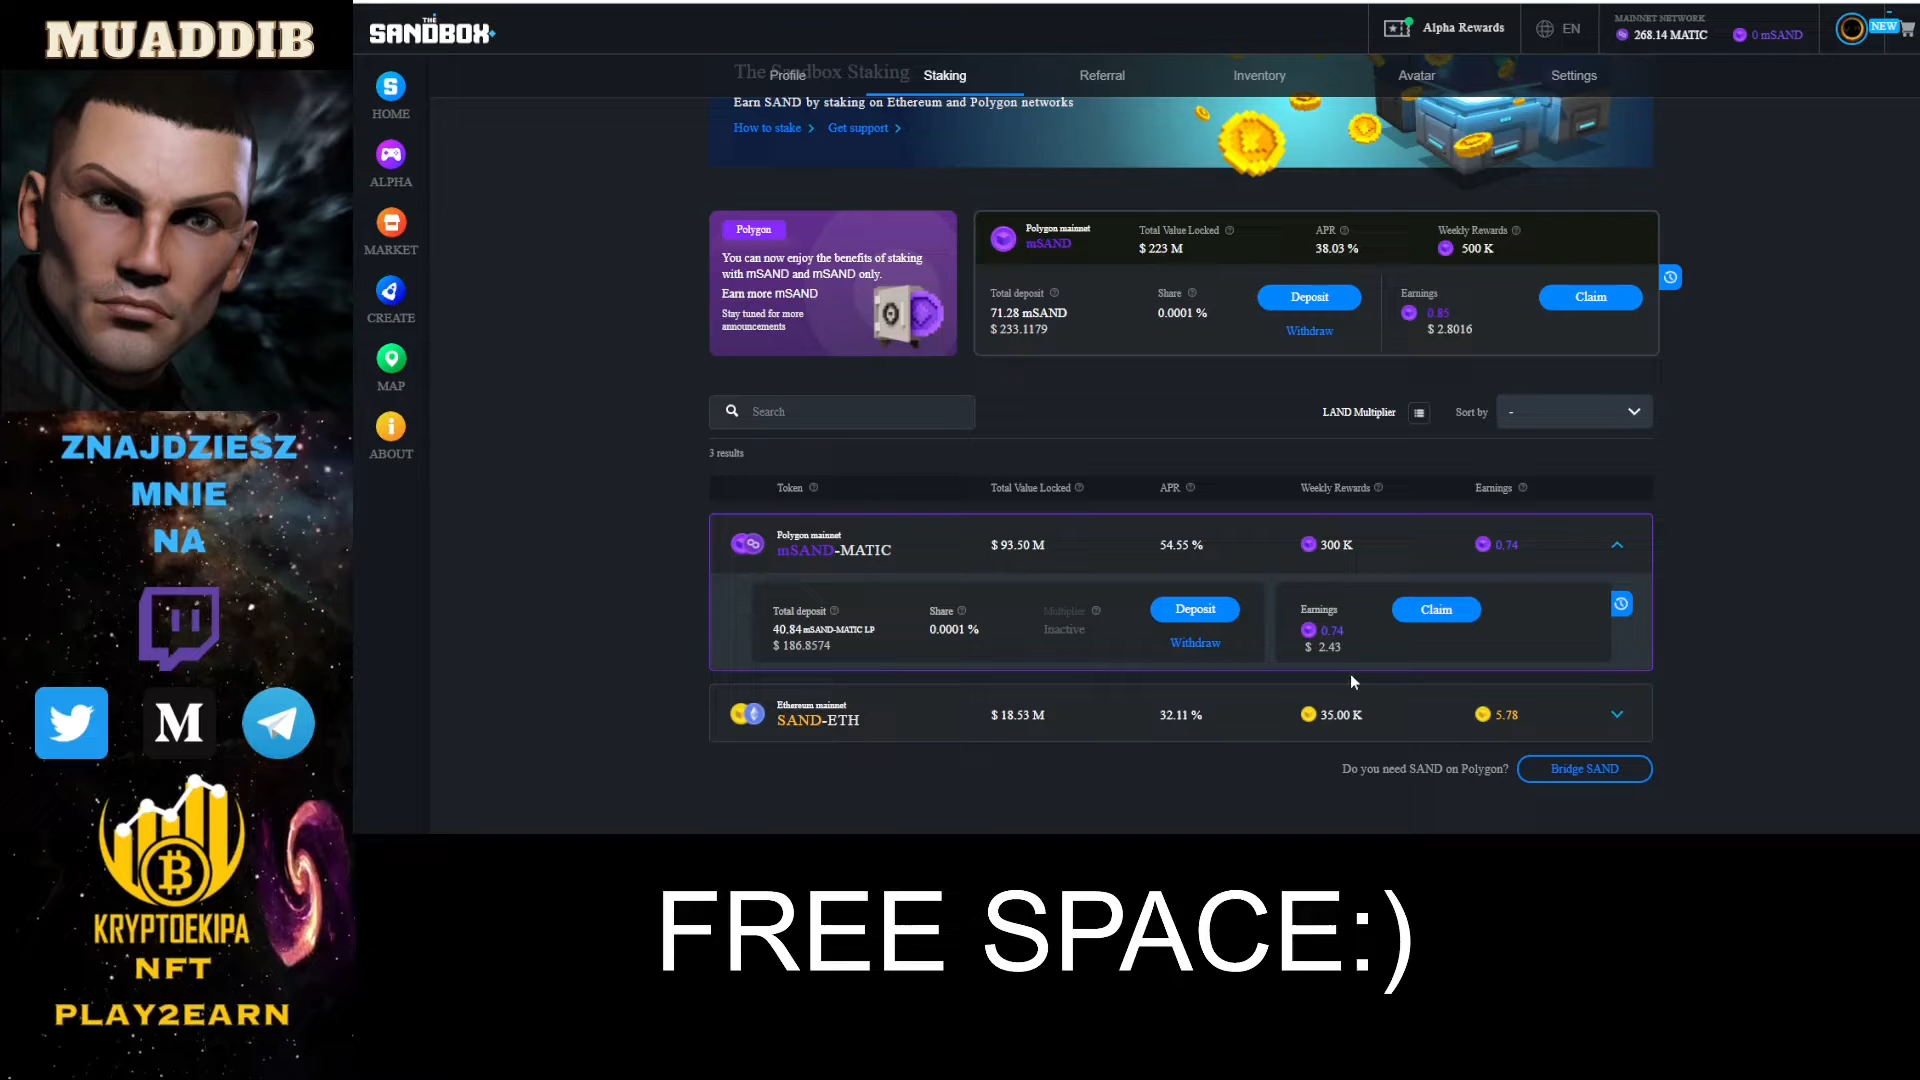 MUADDIB
ZNAJDZIESZ
MNIE
NA
M
KRYPTOEKIPA
NFT
PLAY2EARN
THE
SANDBOX
Alpha Rewards
EN
MAINNET NETWORK
268.14 MATIC
0 mSAND
NEW
HOME
ALPHA
MARKET
CREATE
MAP
ABOUT
Profile
Staking
Referral
Inventory
Avatar
Settings
The Sandbox Staking
Earn SAND by staking on Ethereum and Polygon networks
How to stake >
Get support >
Polygon
You can now enjoy the benefits of staking
with mSAND and mSAND only.
Earn more mSAND
Stay tuned for more
announcements
Polygon mainnet
mSAND
Total Value Locked
$ 223 M
APR
38.03 %
Weekly Rewards
500 K
Total deposit
71.28 mSAND
$ 233.1179
Share
0.0001 %
Deposit
Withdraw
Earnings
0.85
$ 2.8016
Claim
Search
LAND Multiplier
Sort by
-
3 results
Token
Total Value Locked
APR
Weekly Rewards
Earnings
Polygon mainnet
mSAND-MATIC
$ 93.50 M
54.55 %
300 K
0.74
Total deposit
40.84 mSAND-MATIC LP
$ 186.8574
Share
0.0001 %
Multiplier
Inactive
Deposit
Withdraw
Earnings
0.74
$ 2.43
Claim
Ethereum mainnet
SAND-ETH
$ 18.53 M
32.11 %
35.00 K
5.78
Do you need SAND on Polygon?
Bridge SAND
FREE SPACE:)